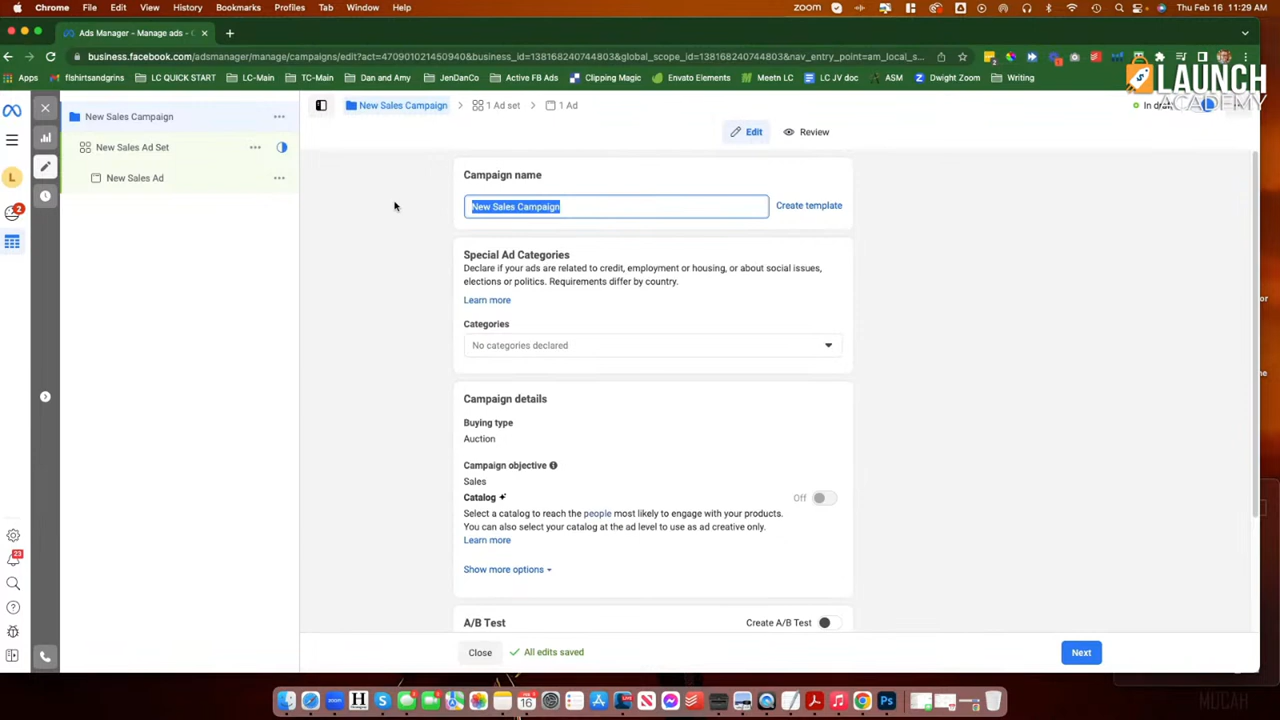 Chrome File Edit View History Bookmarks Profiles Tab Window Help
zoom Thu Feb 16 11:29 AM
Ads Manager - Manage ads -
business.facebook.com/adsmanager/manage/campaigns/edit?act=470901021450940&business_id=1381682107448​03&global_scope_id=138168210744803&nav_entry_point=am_local_s...
Apps flshirtsandgrins LC QUICK START LC-Main TC-Main Dan and Amy JenDanCo Active FB Ads Clipping Magic Envato Elements Meetn LC LC JV doc ASM Dwight Zoom Writing
LAUNCH
ACADEMY
New Sales Campaign
New Sales Ad Set
New Sales Ad
L
2
23
New Sales Campaign 1 Ad set 1 Ad
Edit Review
Campaign name
New Sales Campaign Create template
Special Ad Categories
Declare if your ads are related to credit, employment or housing, or about social issues,
elections or politics. Requirements differ by country.
Learn more
Categories
No categories declared
Campaign details
Buying type
Auction
Campaign objective
Sales
Catalog Off
Select a catalog to reach the people most likely to engage with your products.
You can also select your catalog at the ad level to use as ad creative only.
Learn more
Show more options
A/B Test Create A/B Test
Close All edits saved Next